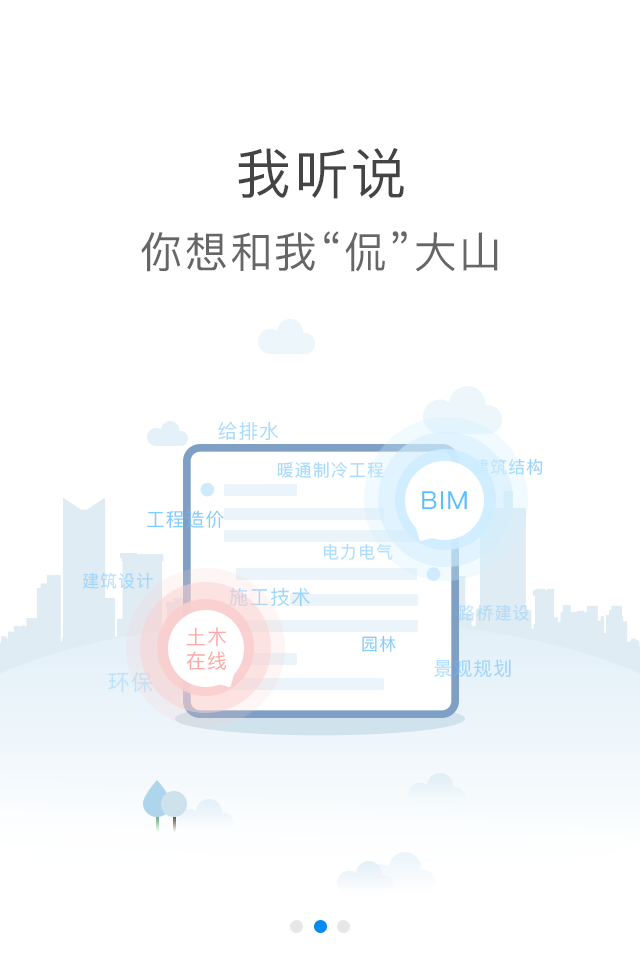 我听说
你想和我“侃”大山
给排水
暖通制冷工程
建筑结构
BIM
工程造价
电力电气
建筑设计
施工技术
路桥建设
土木
在线
园林
景观规划
环保